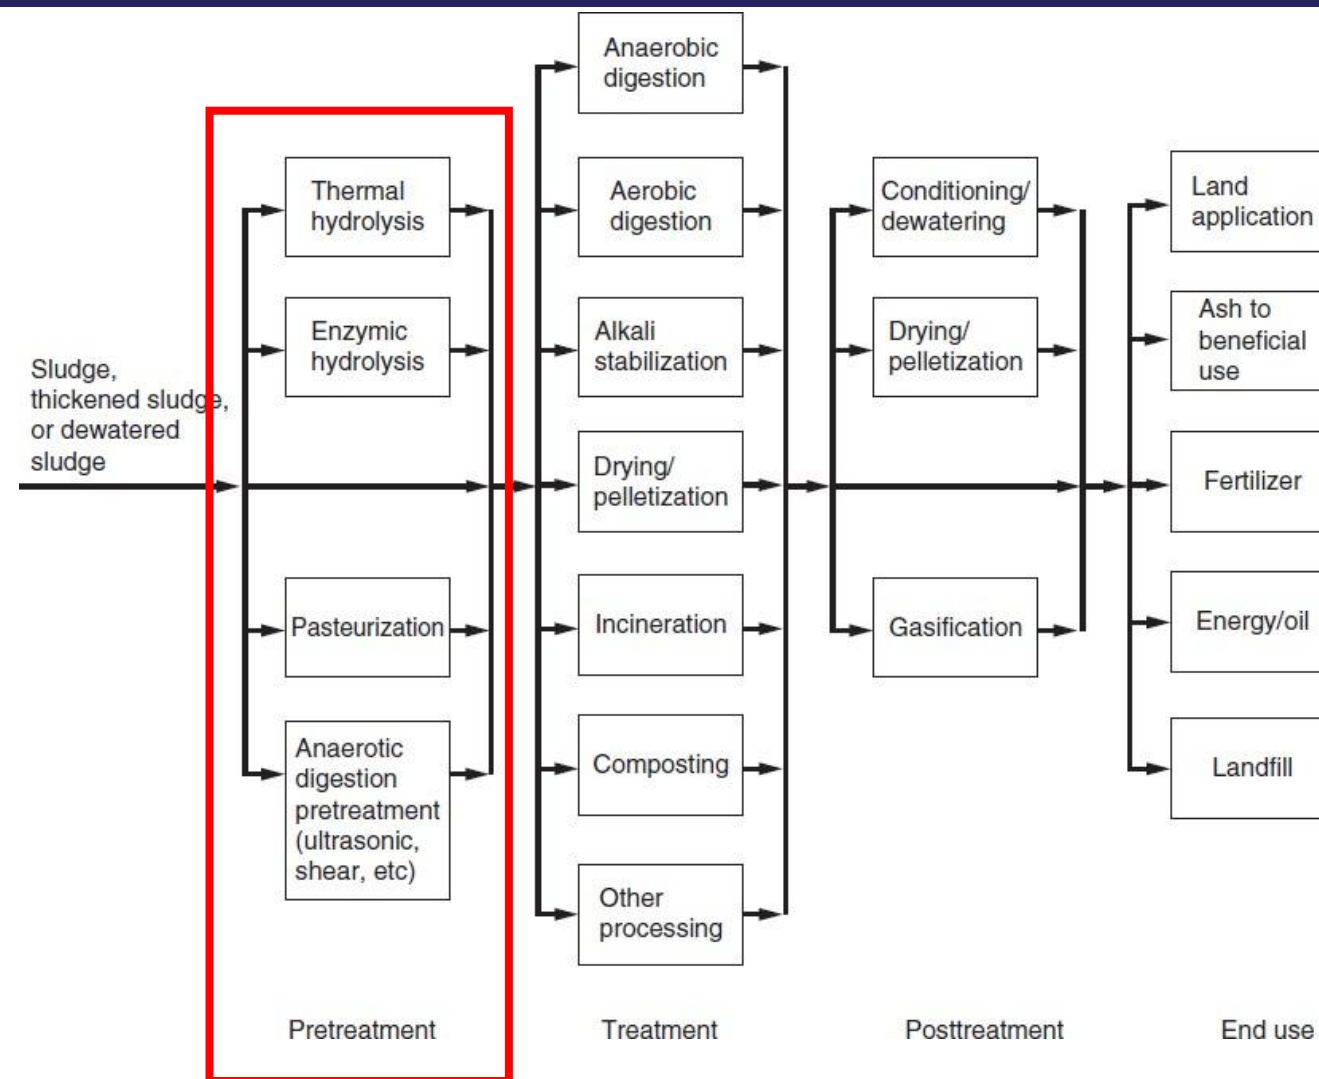 Sludge,
thickened sludge,
or dewatered
sludge
Thermal
hydrolysis
Enzymic
hydrolysis
Pasteurization
Anaerotic
digestion
pretreatment
(ultrasonic,
shear, etc)
Pretreatment
Anaerobic
digestion
Aerobic
digestion
Alkali
stabilization
Drying/
pelletization
Incineration
Composting
Other
processing
Treatment
Conditioning/
dewatering
Drying/
pelletization
Gasification
Posttreatment
Land
application
Ash to
beneficial
use
Fertilizer
Energy/oil
Landfill
End use